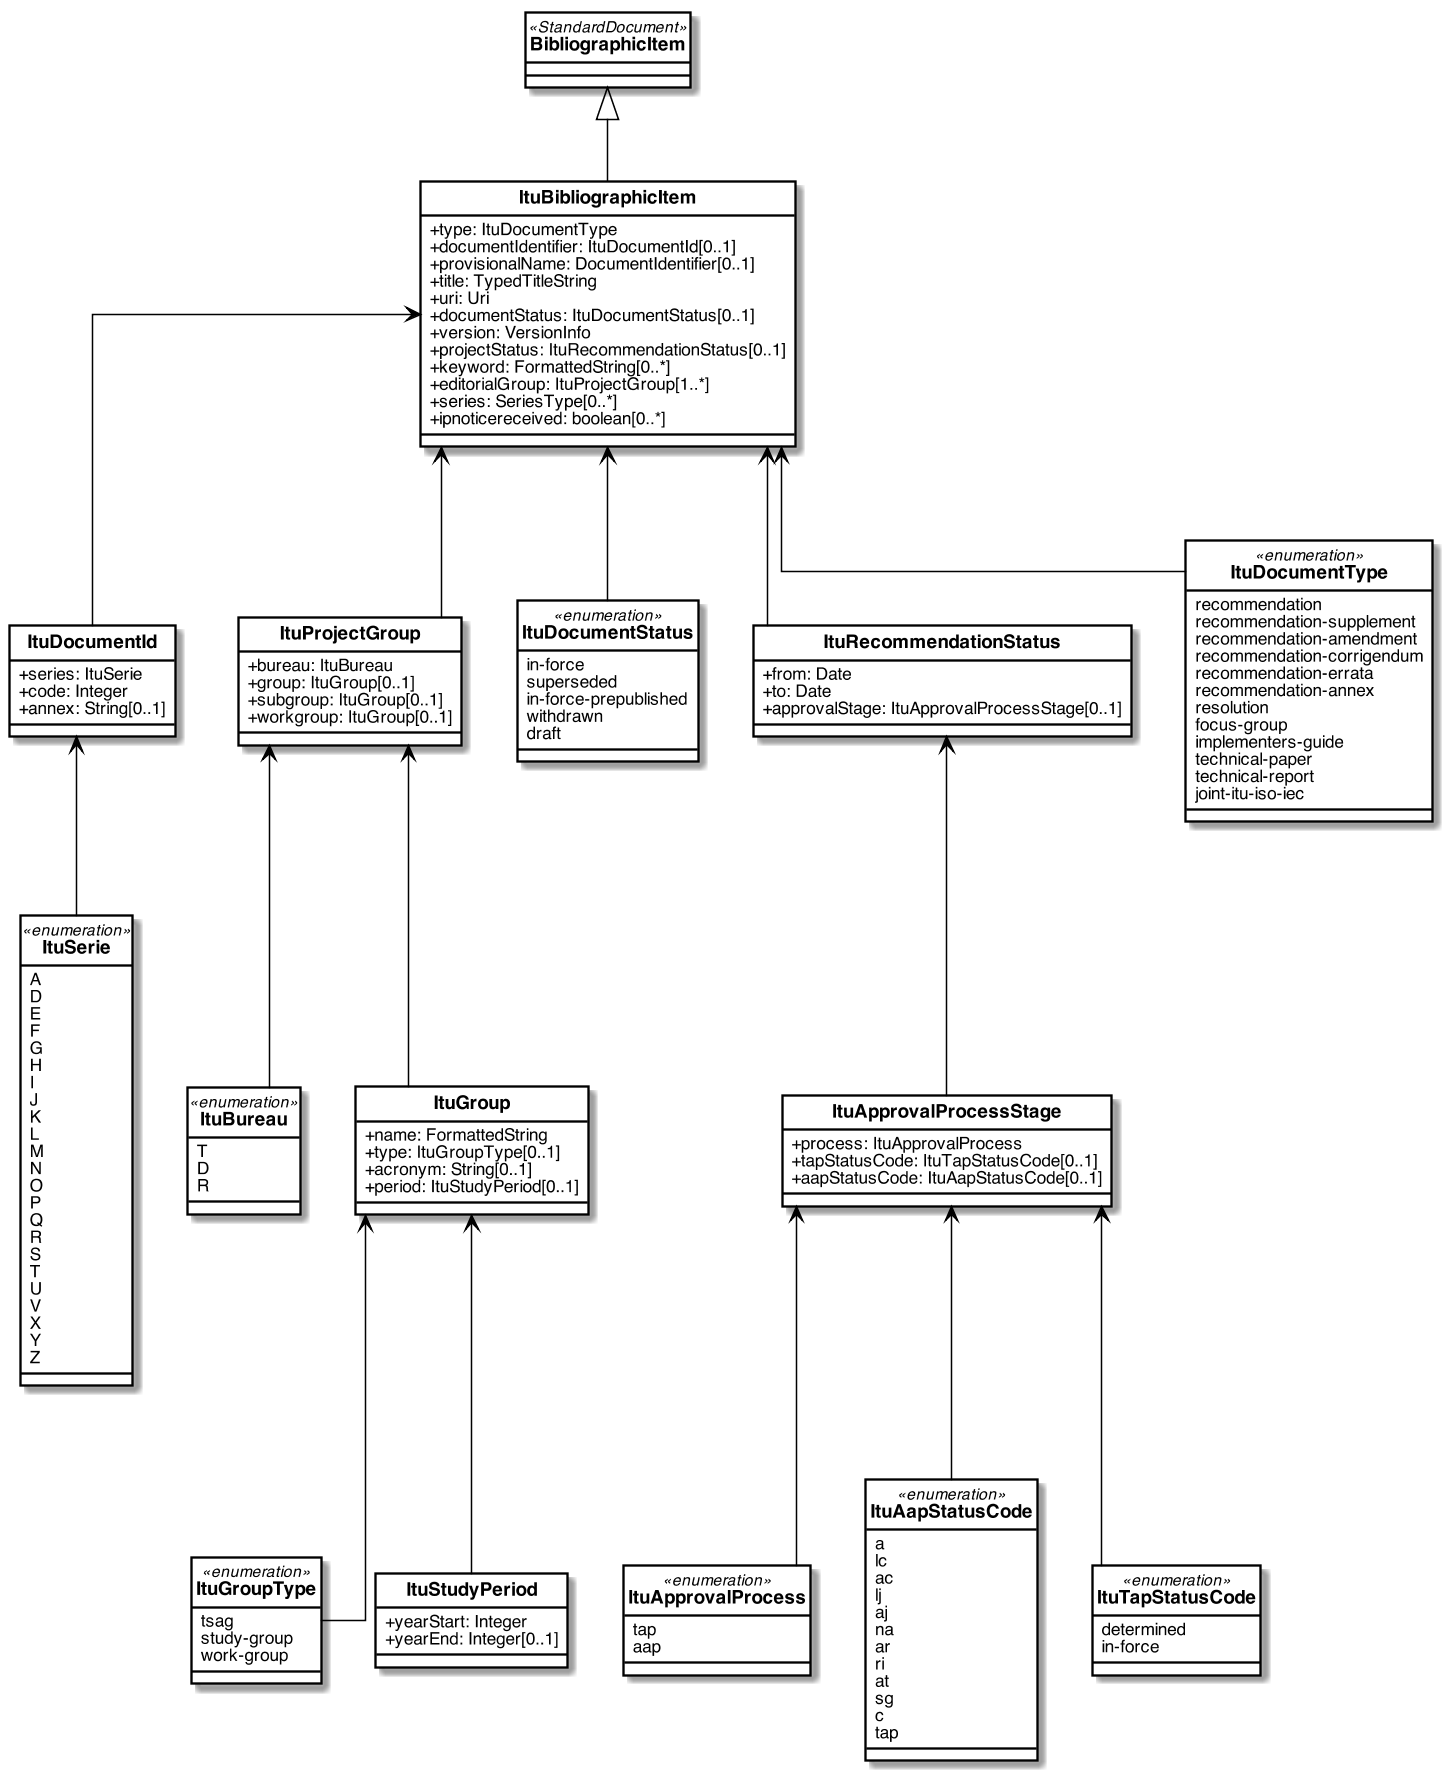 «StandardDocument»
BibliographicItem
ItuBibliographicItem
+type: ItuDocumentType
+documentIdentifier: ItuDocumentId[0..1]
+provisionalName: DocumentIdentifier[0..1]
+title: TypedTitleString
+uri: Uri
+documentStatus: ItuDocumentStatus[0..1]
+version: VersionInfo
+projectStatus: ItuRecommendationStatus[0..1]
+keyword: FormattedString[0..*]
+editorialGroup: ItuProjectGroup[1..*]
+series: SeriesType[0..*]
+ipnoticereceived: boolean[0..*]
ItuDocumentId
+series: ItuSerie
+code: Integer
+annex: String[0..1]
ItuProjectGroup
+bureau: ItuBureau
+group: ItuGroup[0..1]
+subgroup: ItuGroup[0..1]
+workgroup: ItuGroup[0..1]
«enumeration»
ItuDocumentStatus
in-force
superseded
in-force-prepublished
withdrawn
draft
ItuRecommendationStatus
+from: Date
+to: Date
+approvalStage: ItuApprovalProcessStage[0..1]
«enumeration»
ItuDocumentType
recommendation
recommendation-supplement
recommendation-amendment
recommendation-corrigendum
recommendation-errata
recommendation-annex
resolution
focus-group
implementers-guide
technical-paper
technical-report
joint-itu-iso-iec
«enumeration»
ItuSerie
A
D
E
F
G
H
I
J
K
L
M
N
O
P
Q
R
S
T
U
V
X
Y
Z
«enumeration»
ItuBureau
T
D
R
ItuGroup
+name: FormattedString
+type: ItuGroupType[0..1]
+acronym: String[0..1]
+period: ItuStudyPeriod[0..1]
ItuApprovalProcessStage
+process: ItuApprovalProcess
+tapStatusCode: ItuTapStatusCode[0..1]
+aapStatusCode: ItuAapStatusCode[0..1]
«enumeration»
ItuGroupType
tsag
study-group
work-group
ItuStudyPeriod
+yearStart: Integer
+yearEnd: Integer[0..1]
«enumeration»
ItuApprovalProcess
tap
aap
«enumeration»
ItuAapStatusCode
a
lc
ac
lj
aj
na
ar
ri
at
sg
c
tap
«enumeration»
ItuTapStatusCode
determined
in-force